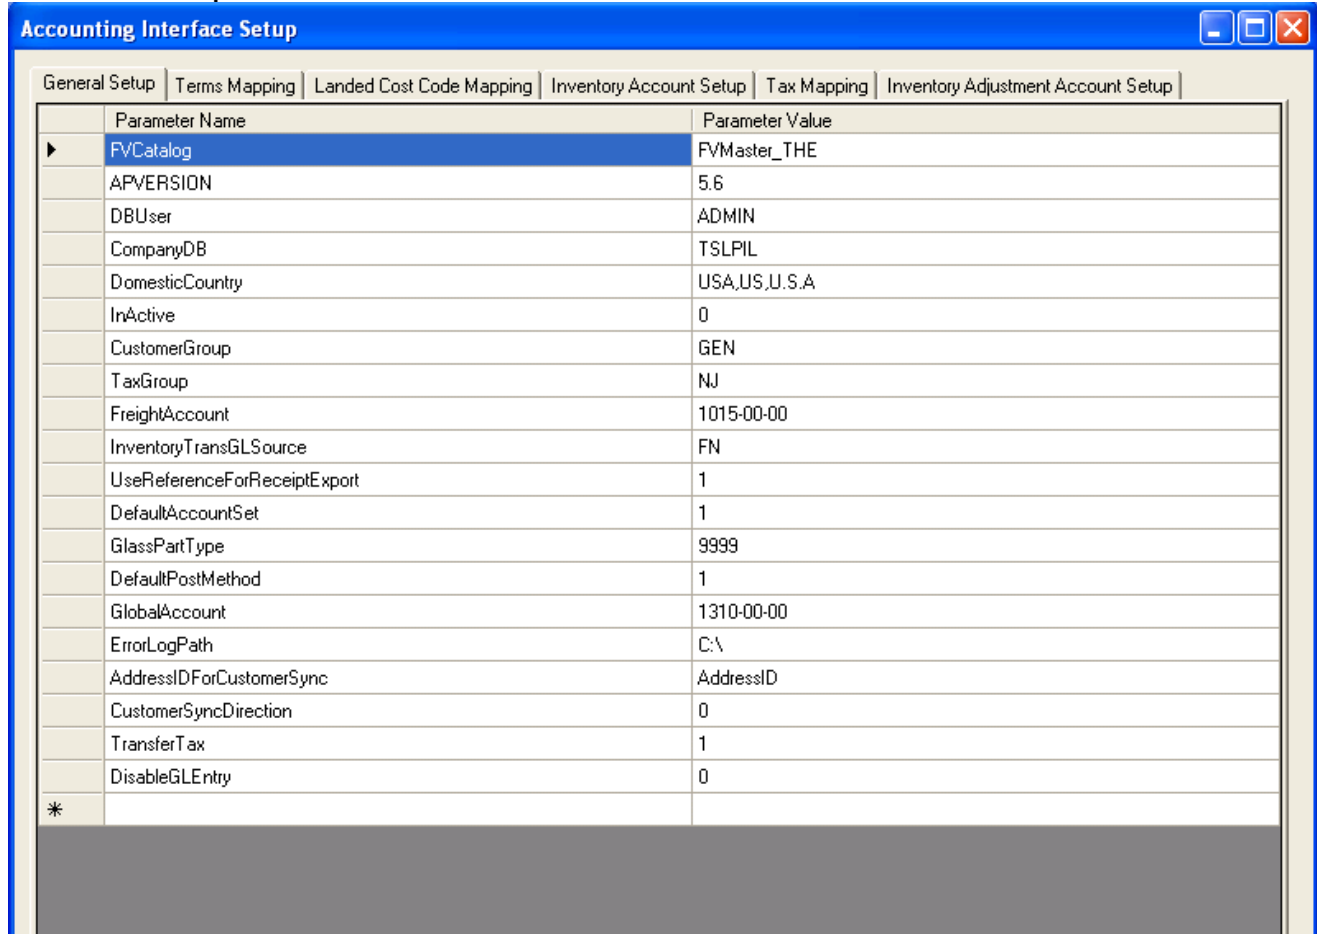 Accounting Interface Setup
General Setup Terms Mapping Landed Cost Code Mapping Inventory Account Setup Tax Mapping Inventory Adjustment Account Setup
Parameter Name Parameter Value
FVCatalog FVMaster_THE
APVERSION 5.6
DBUser ADMIN
CompanyDB TSLPIL
DomesticCountry USA,US,U.S.A
InActive 0
CustomerGroup GEN
TaxGroup NJ
FreightAccount 1015-00-00
InventoryTransGLSource FN
UseReferenceForReceiptExport 1
DefaultAccountSet 1
GlassPartType 9999
DefaultPostMethod 1
GlobalAccount 1310-00-00
ErrorLogPath C:\
AddressIDForCustomerSync AddressID
CustomerSyncDirection 0
TransferTax 1
DisableGLEntry 0